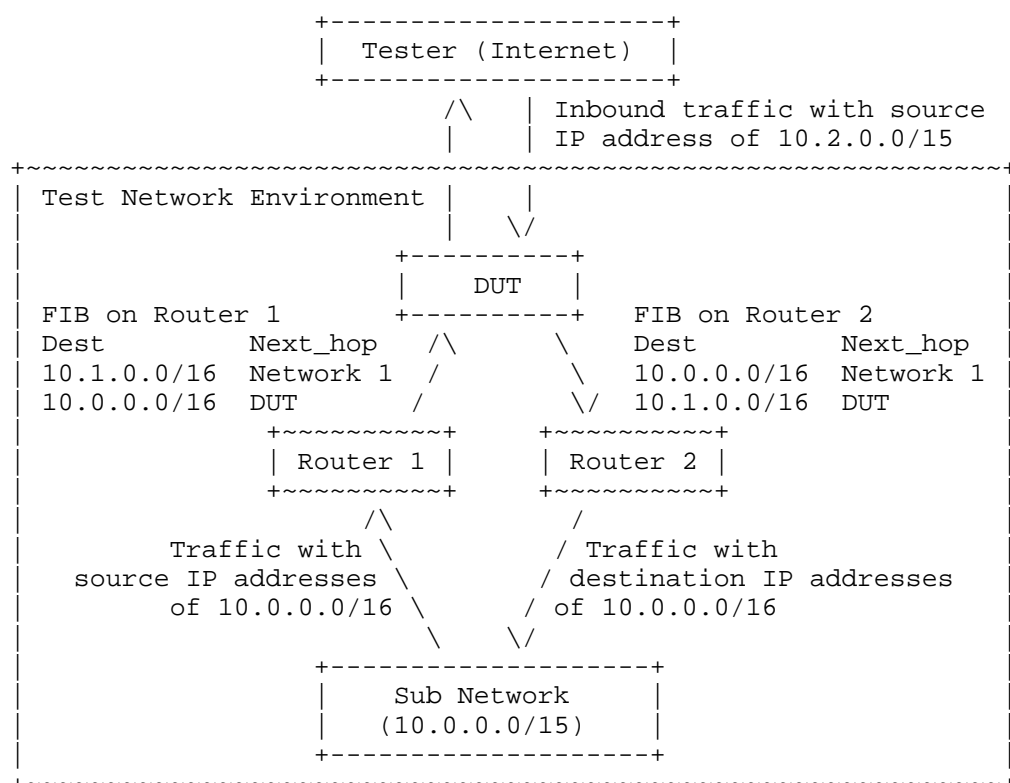 Tester (Internet)
Inbound traffic with source
IP address of 10.2.0.0/15
Test Network Environment
DUT
FIB on Router 1 FIB on Router 2
Dest Next_hop Dest Next_hop
10.1.0.0/16 Network 1 10.0.0.0/16 Network 1
10.0.0.0/16 DUT 10.1.0.0/16 DUT
Router 1 Router 2
Traffic with Traffic with
source IP addresses destination IP addresses
of 10.0.0.0/16 of 10.0.0.0/16
Sub Network
(10.0.0.0/15)